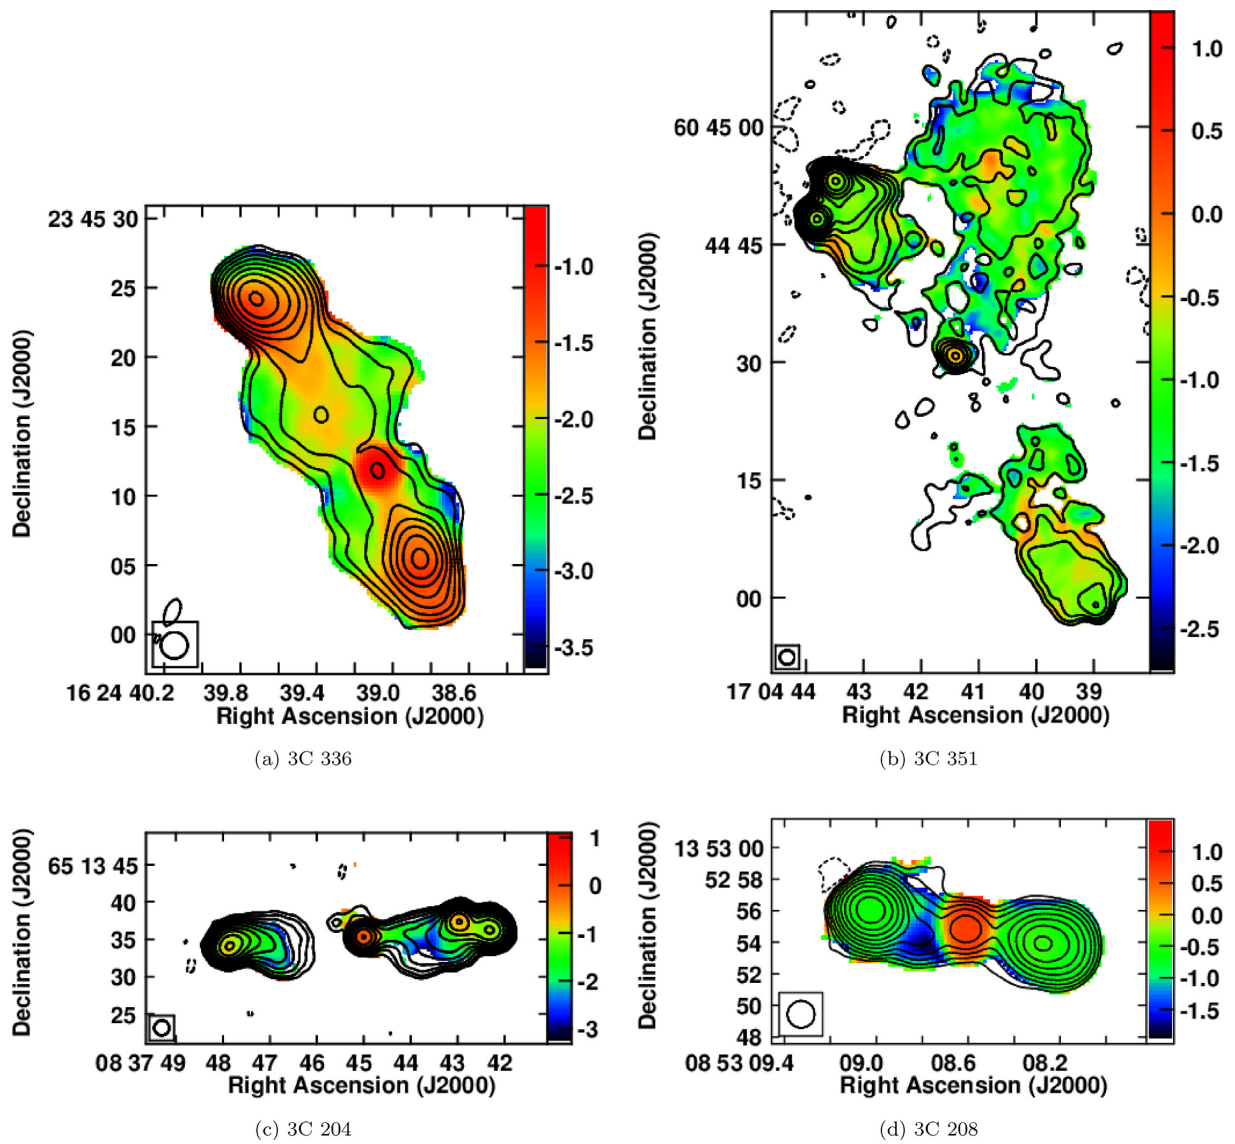 23 45 30
25
20
15
10
05
00
Declination (J2000)
16 24 40.2 39.8 39.4 39.0 38.6
Right Ascension (J2000)
-1.0
-1.5
-2.0
-2.5
-3.0
-3.5
(a) 3C 336
60 45 00
44 45
30
15
00
Declination (J2000)
17 04 44 43 42 41 40 39
Right Ascension (J2000)
1.0
0.5
0.0
-0.5
-1.0
-1.5
-2.0
-2.5
(b) 3C 351
65 13 45
40
35
30
25
Declination (J2000)
08 37 49 48 47 46 45 44 43 42
Right Ascension (J2000)
1
0
-1
-2
-3
(c) 3C 204
13 53 00
52 58
56
54
52
50
48
Declination (J2000)
08 53 09.4 09.0 08.6 08.2
Right Ascension (J2000)
1.0
0.5
0.0
-0.5
-1.0
-1.5
(d) 3C 208